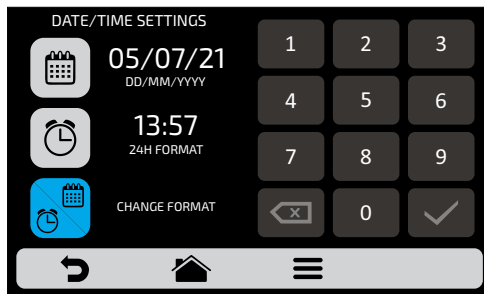 DATE/TIME SETTINGS
05/07/21
DD/MM/YYYY
13:57
24H FORMAT
CHANGE FORMAT
1 2 3
4 5 6
7 8 9
0